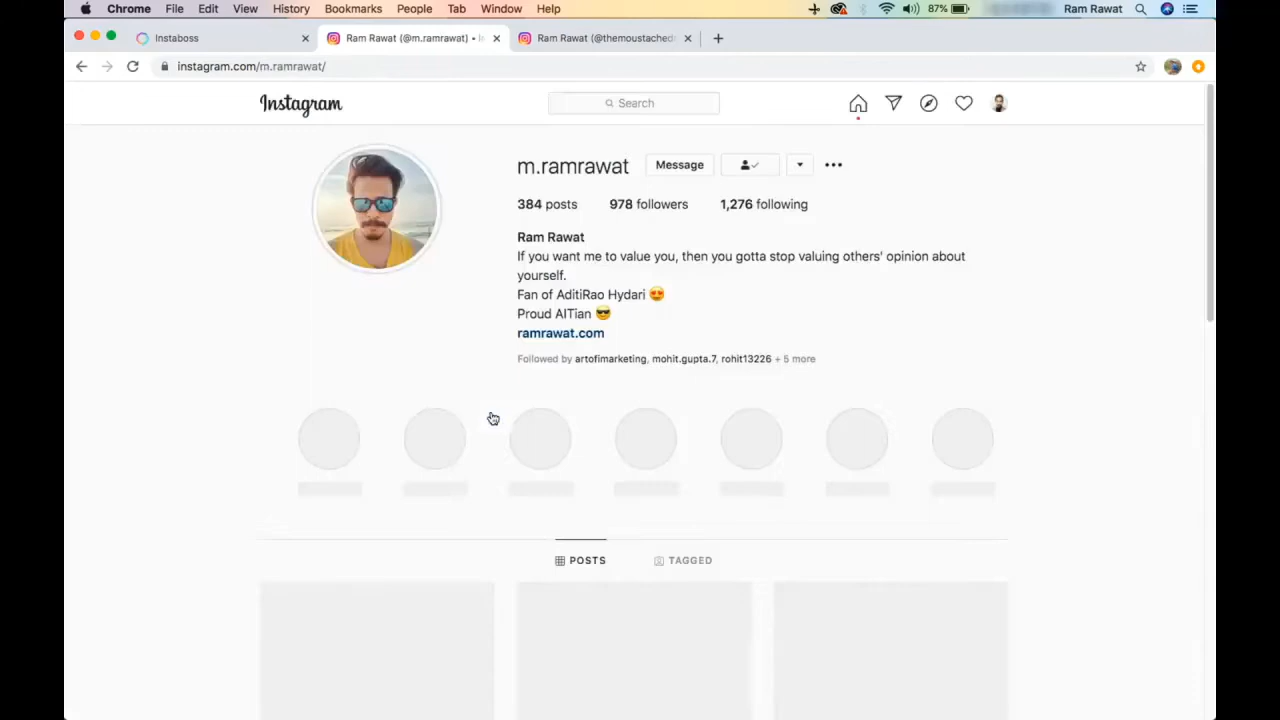 Chrome File Edit View History Bookmarks People Tab Window Help 87% Ram Rawat
Instaboss
Ram Rawat (@m.ramrawat) •
Ram Rawat (@themoustached
instagram.com/m.ramrawat/
Instagram
Search
m.ramrawat Message
384 posts 978 followers 1,276 following
Ram Rawat
If you want me to value you, then you gotta stop valuing others' opinion about
yourself.
Fan of AditiRao Hydari 😍
Proud AITian 😎
ramrawat.com
Followed by artofimarketing, mohit.gupta.7, rohit13226 + 5 more
POSTS TAGGED